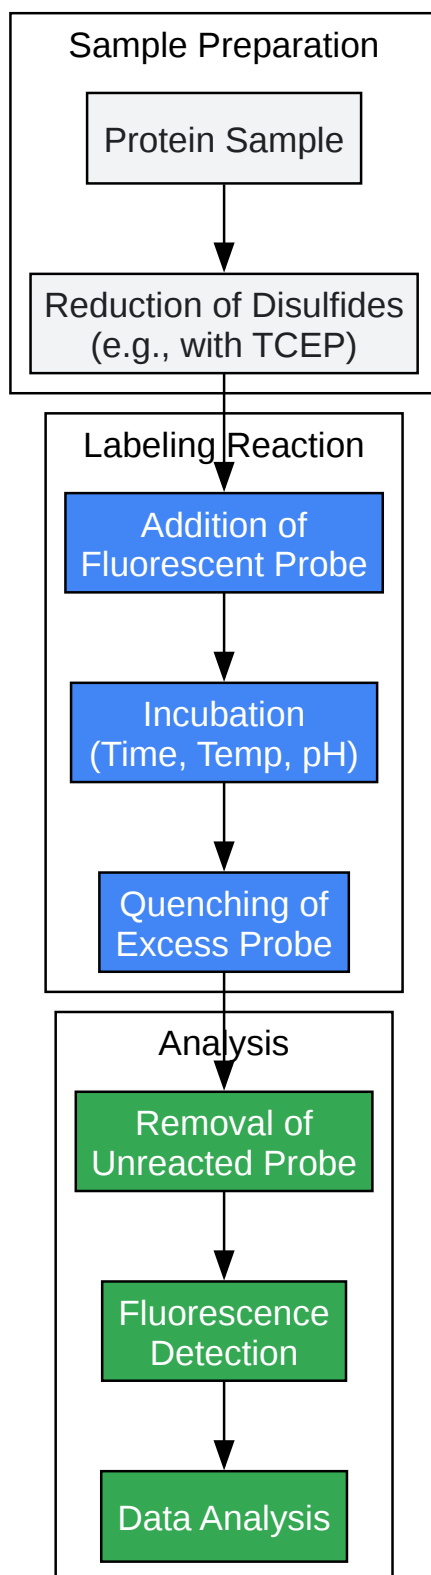 Sample Preparation
Protein Sample
Reduction of Disulfides
(e.g., with TCEP)
Labeling Reaction
Addition of
Fluorescent Probe
Incubation
(Time, Temp, pH)
Quenching of
Excess Probe
Analysis
Removal of
Unreacted Probe
Fluorescence
Detection
Data Analysis